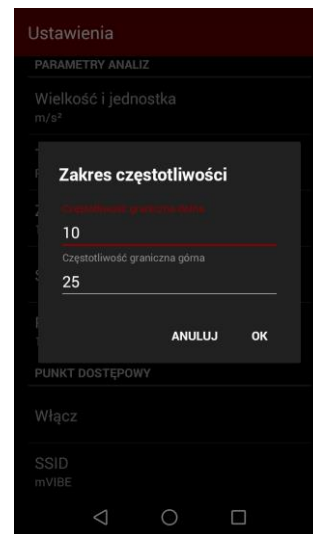 Ustawienia
PARAMETRY ANALIZ
Wielkość i jednostka
m/s²
Zakres częstotliwości
Częstotliwość graniczna dolna
10
Częstotliwość graniczna górna
25
ANULUJ OK
PUNKT DOSTĘPOWY
Włącz
SSID
mVIBE